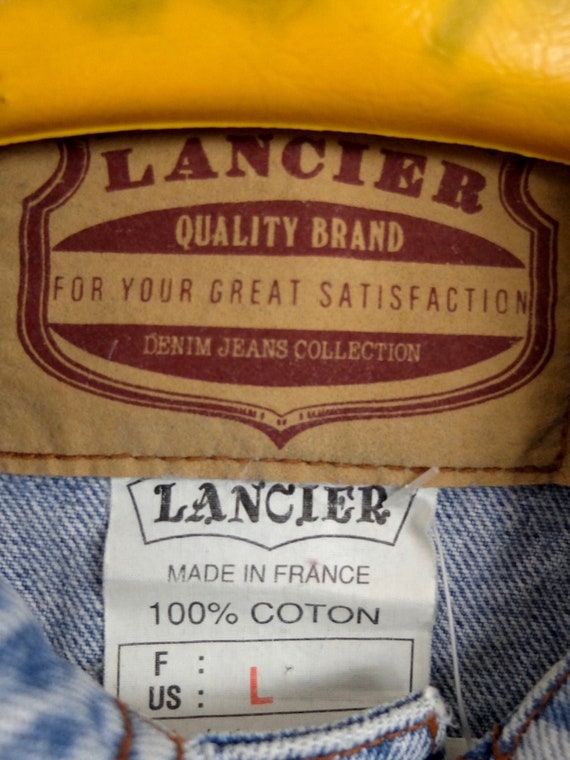 LANCIER
QUALITY BRAND
FOR YOUR GREAT SATISFACTION
DENIM JEANS COLLECTION
LANCIER
MADE IN FRANCE
100% COTON
F :
US : L